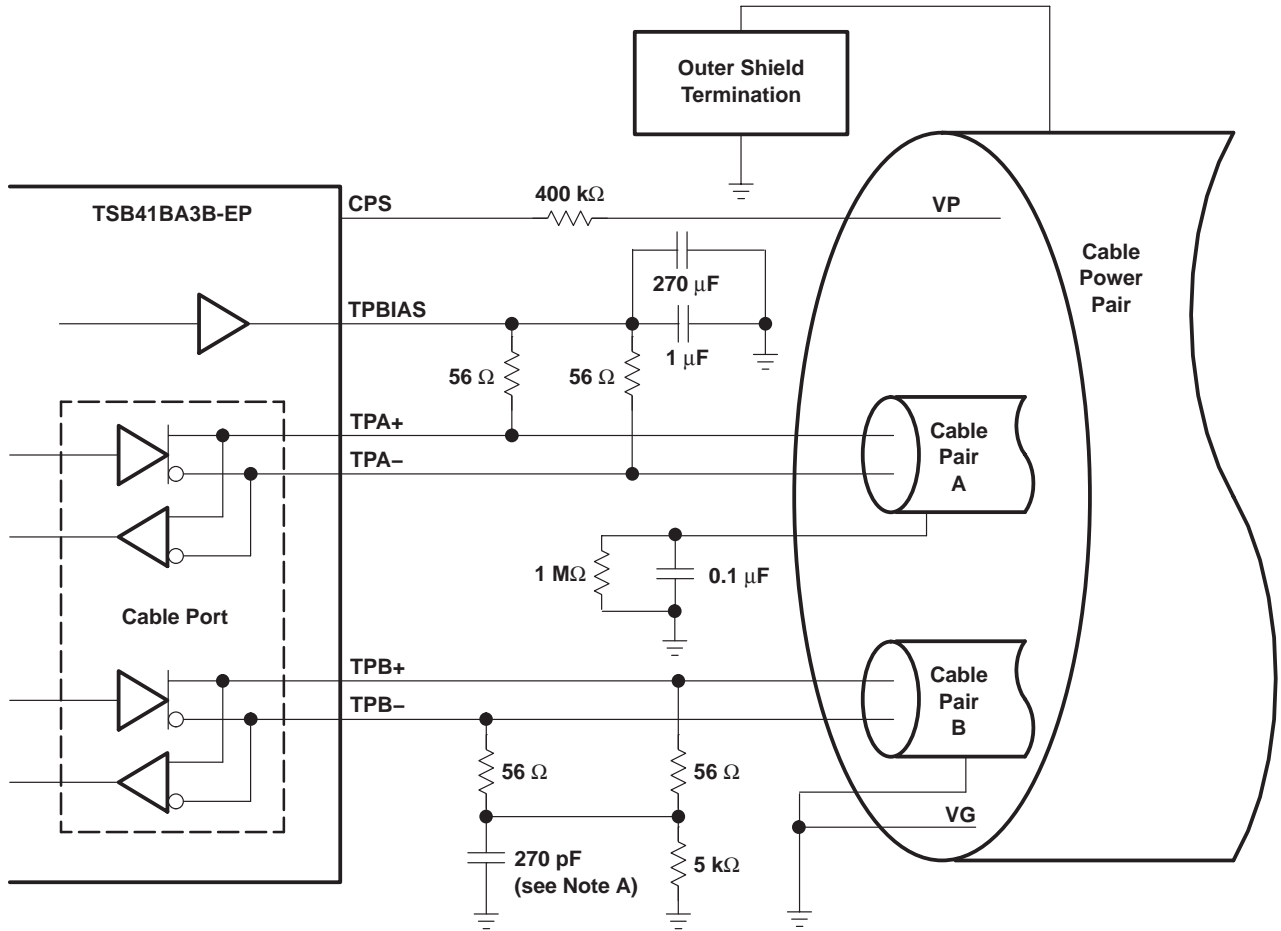 Outer Shield
Termination
TSB41BA3B-EP
CPS
400 kΩ
VP
Cable
Power
Pair
270 μF
TPBIAS
1 μF
56 Ω
56 Ω
TPA+
TPA−
Cable
Pair
A
1 MΩ
0.1 μF
Cable Port
TPB+
TPB−
Cable
Pair
B
56 Ω
56 Ω
VG
270 pF
(see Note A)
5 kΩ